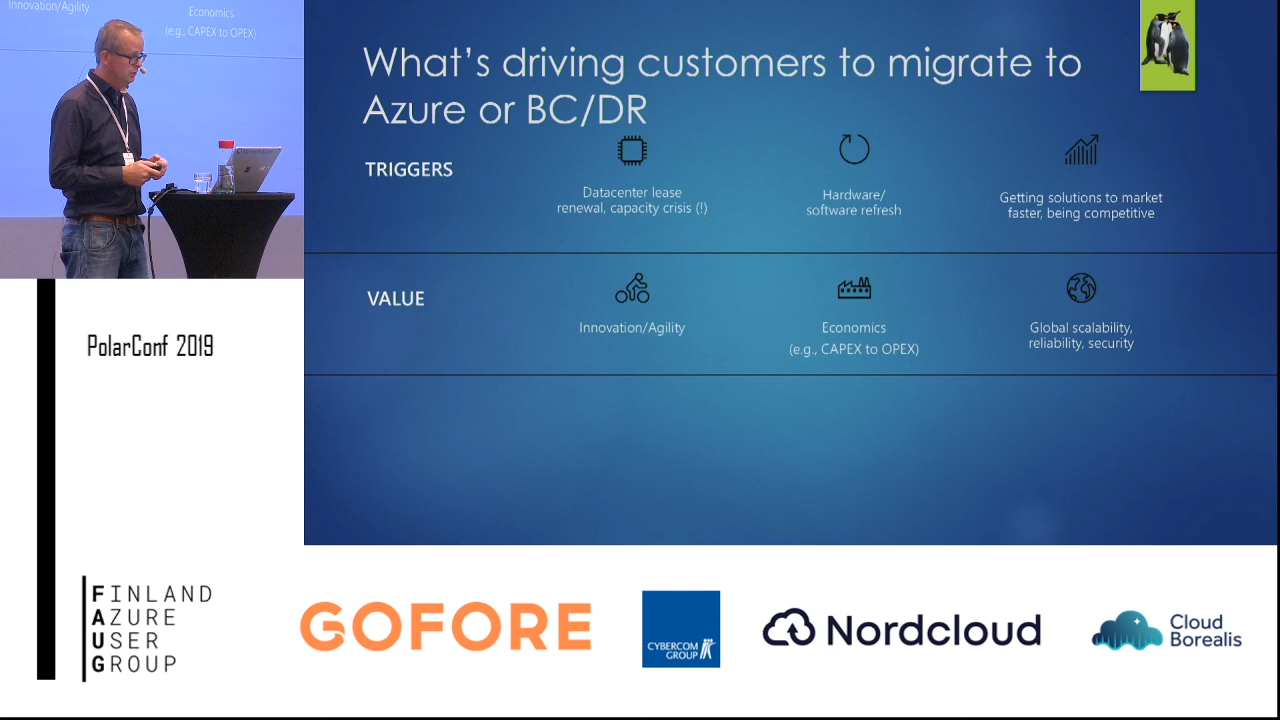 Innovation/Agility
Economics
(e.g., CAPEX to OPEX)
What's driving customers to migrate to
Azure or BC/DR
TRIGGERS
Datacenter lease
renewal, capacity crisis (!)
Hardware/
software refresh
Getting solutions to market
faster, being competitive
VALUE
Innovation/Agility
Economics
(e.g., CAPEX to OPEX)
Global scalability,
reliability, security
PolarConf 2019
FINLAND
AZURE
USER
GROUP
GOFORE
CYBERCOM
GROUP
Nordcloud
Cloud
Borealis